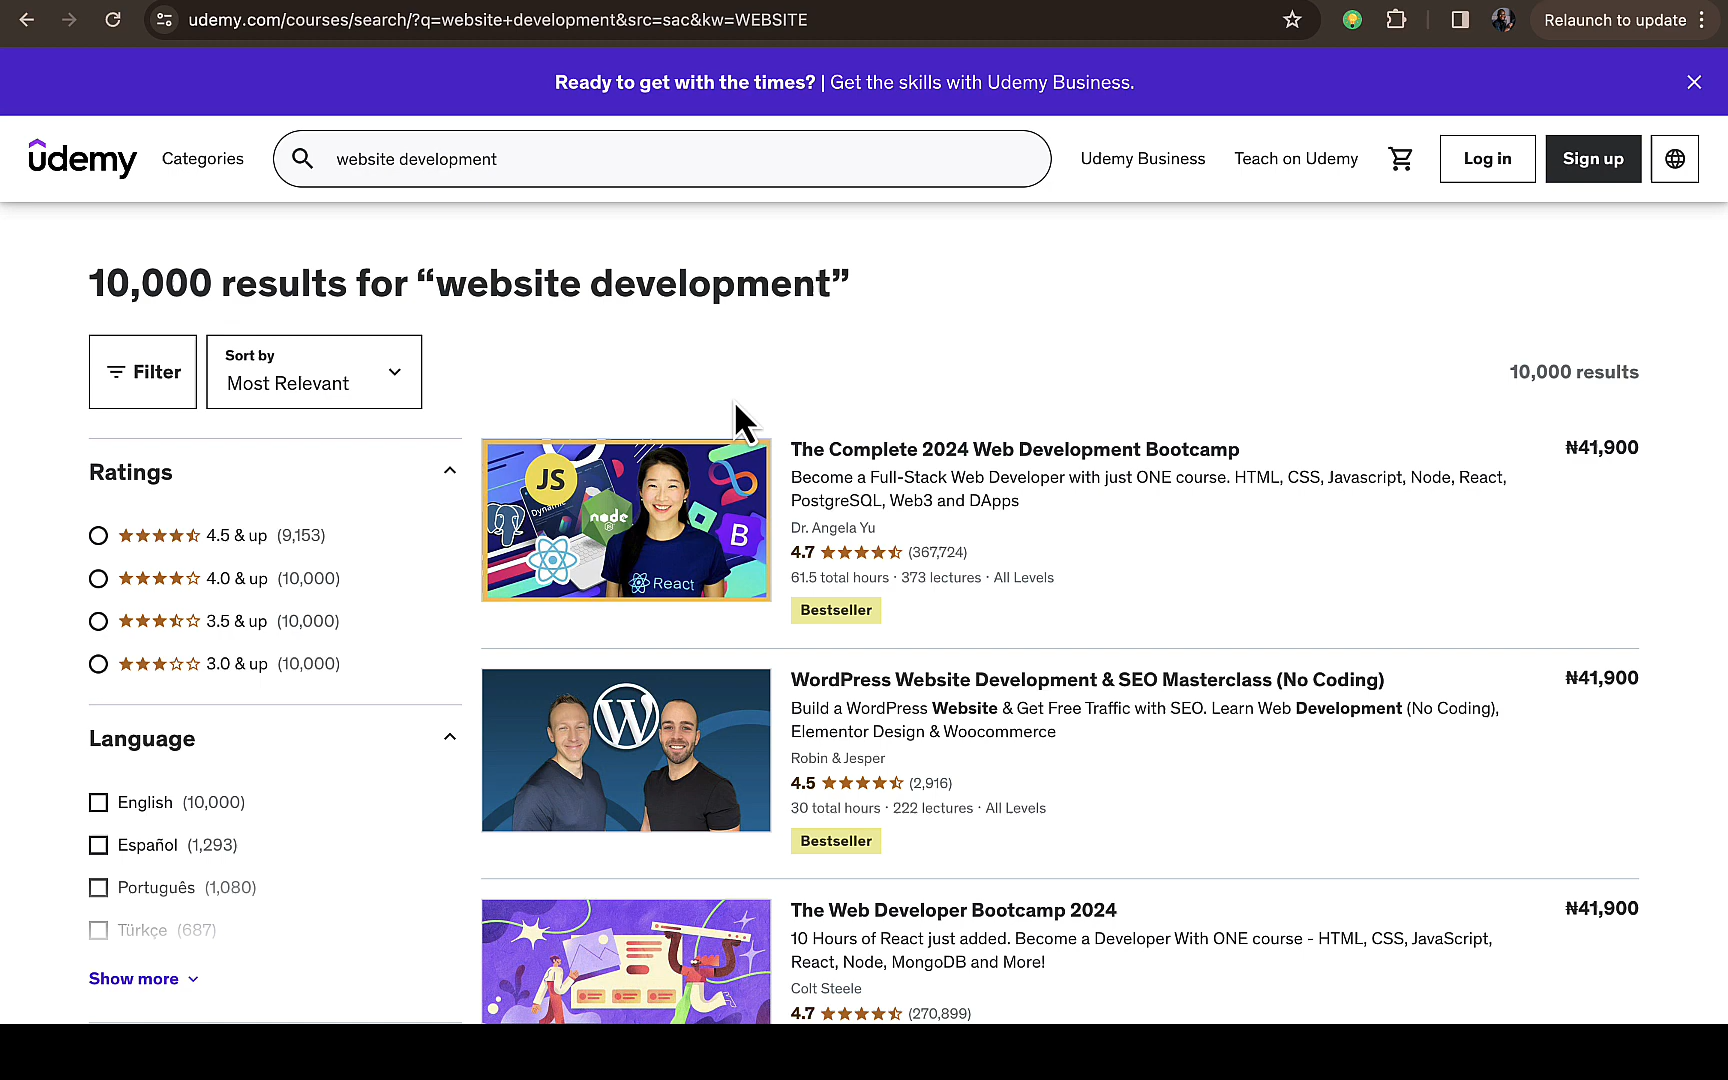 udemy.com/courses/search/?q=website+development&src=sac&kw=WEBSITE
Relaunch to update
Ready to get with the times? | Get the skills with Udemy Business.
udemy
Categories
website development
Udemy Business
Teach on Udemy
Log in
Sign up
10,000 results for “website development”
Filter
Sort by
Most Relevant
10,000 results
Ratings
4.5 & up (9,153)
4.0 & up (10,000)
3.5 & up (10,000)
3.0 & up (10,000)
Language
English (10,000)
Español (1,293)
Português (1,080)
Türkçe (687)
Show more
JS
node
React
B
The Complete 2024 Web Development Bootcamp
₦41,900
Become a Full-Stack Web Developer with just ONE course. HTML, CSS, Javascript, Node, React,
PostgreSQL, Web3 and DApps
Dr. Angela Yu
4.7 (367,724)
61.5 total hours · 373 lectures · All Levels
Bestseller
W
WordPress Website Development & SEO Masterclass (No Coding)
₦41,900
Build a WordPress Website & Get Free Traffic with SEO. Learn Web Development (No Coding),
Elementor Design & Woocommerce
Robin & Jesper
4.5 (2,916)
30 total hours · 222 lectures · All Levels
Bestseller
The Web Developer Bootcamp 2024
₦41,900
10 Hours of React just added. Become a Developer With ONE course - HTML, CSS, JavaScript,
React, Node, MongoDB and More!
Colt Steele
4.7 (270,899)